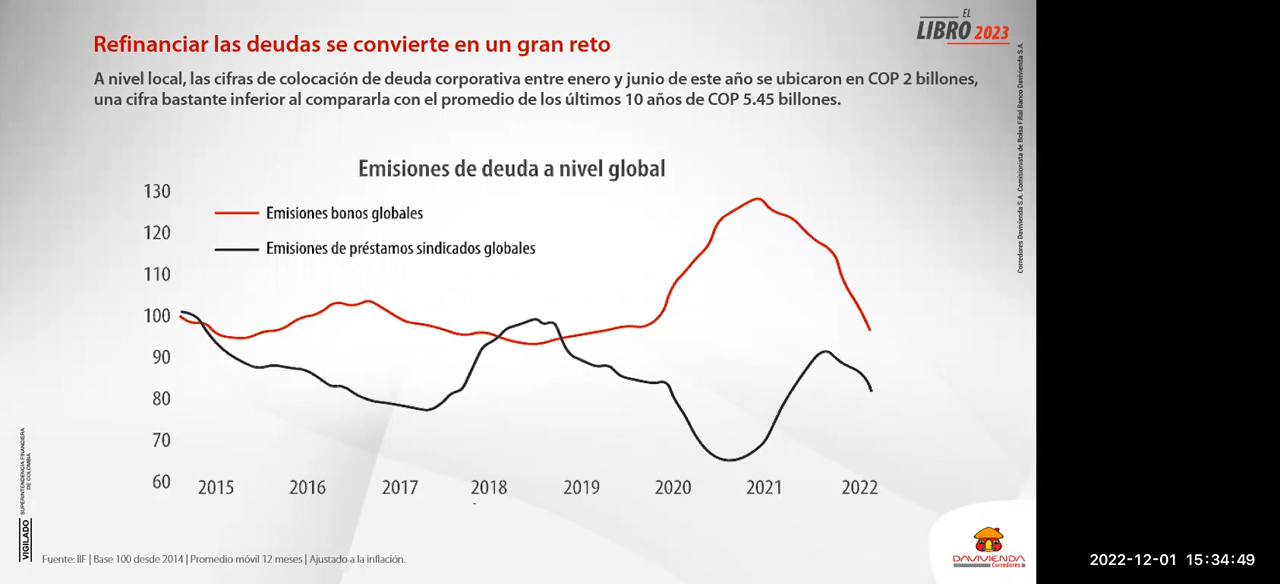 EL
LIBRO 2023
Refinanciar las deudas se convierte en un gran reto
A nivel local, las cifras de colocación de deuda corporativa entre enero y junio de este año se ubicaron en COP 2 billones,
una cifra bastante inferior al compararla con el promedio de los últimos 10 años de COP 5.45 billones.
Corredores Davivienda S.A. Comisionista de Bolsa Filial Banco Davivienda S.A.
Emisiones de deuda a nivel global
Emisiones bonos globales
Emisiones de préstamos sindicados globales
130
120
110
100
90
80
70
60
2015 2016 2017 2018 2019 2020 2021 2022
VIGILADO
SUPERINTENDENCIA FINANCIERA
DE COLOMBIA
Fuente: IIF | Base 100 desde 2014 | Promedio móvil 12 meses | Ajustado a la inflación.
DAVIVIENDA
Corredores
2022-12-01 15:34:49